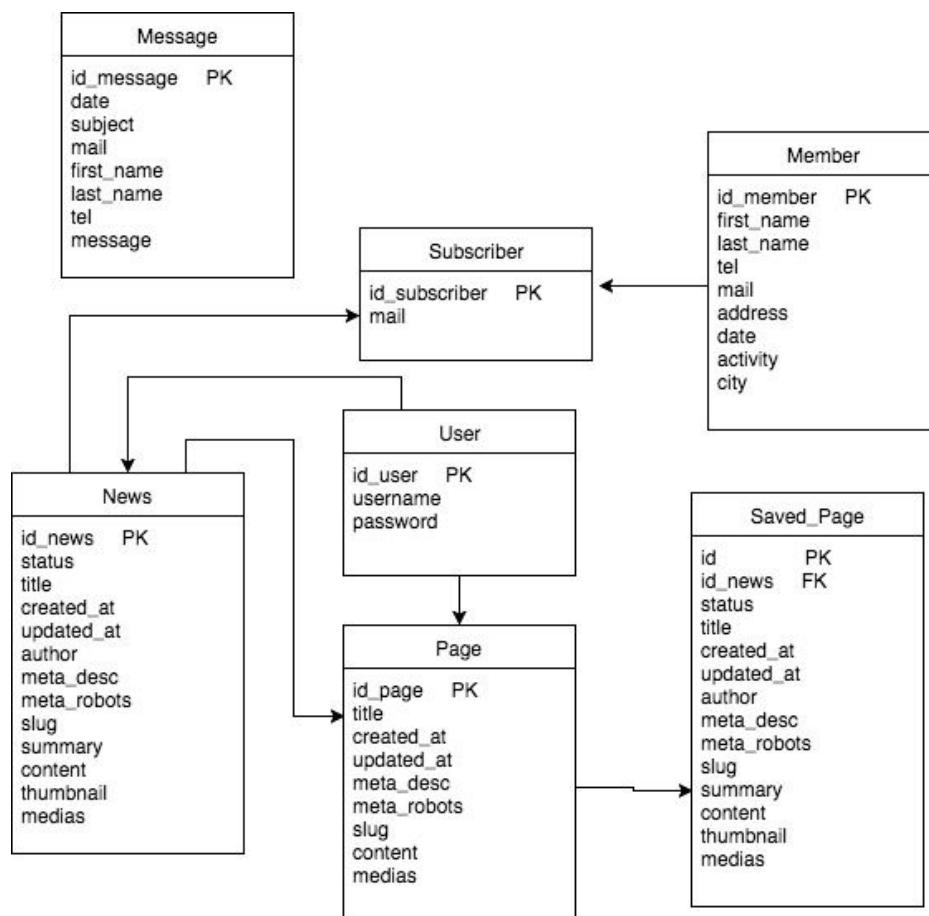 Message
id_message PK
date
subject
mail
first_name
last_name
tel
message
Member
id_member PK
first_name
last_name
tel
mail
address
date
activity
city
Subscriber
id_subscriber PK
mail
User
id_user PK
username
password
News
id_news PK
status
title
created_at
updated_at
author
meta_desc
meta_robots
slug
summary
content
thumbnail
medias
Page
id_page PK
title
created_at
updated_at
meta_desc
meta_robots
slug
content
medias
Saved_Page
id PK
id_news FK
status
title
created_at
updated_at
author
meta_desc
meta_robots
slug
summary
content
thumbnail
medias